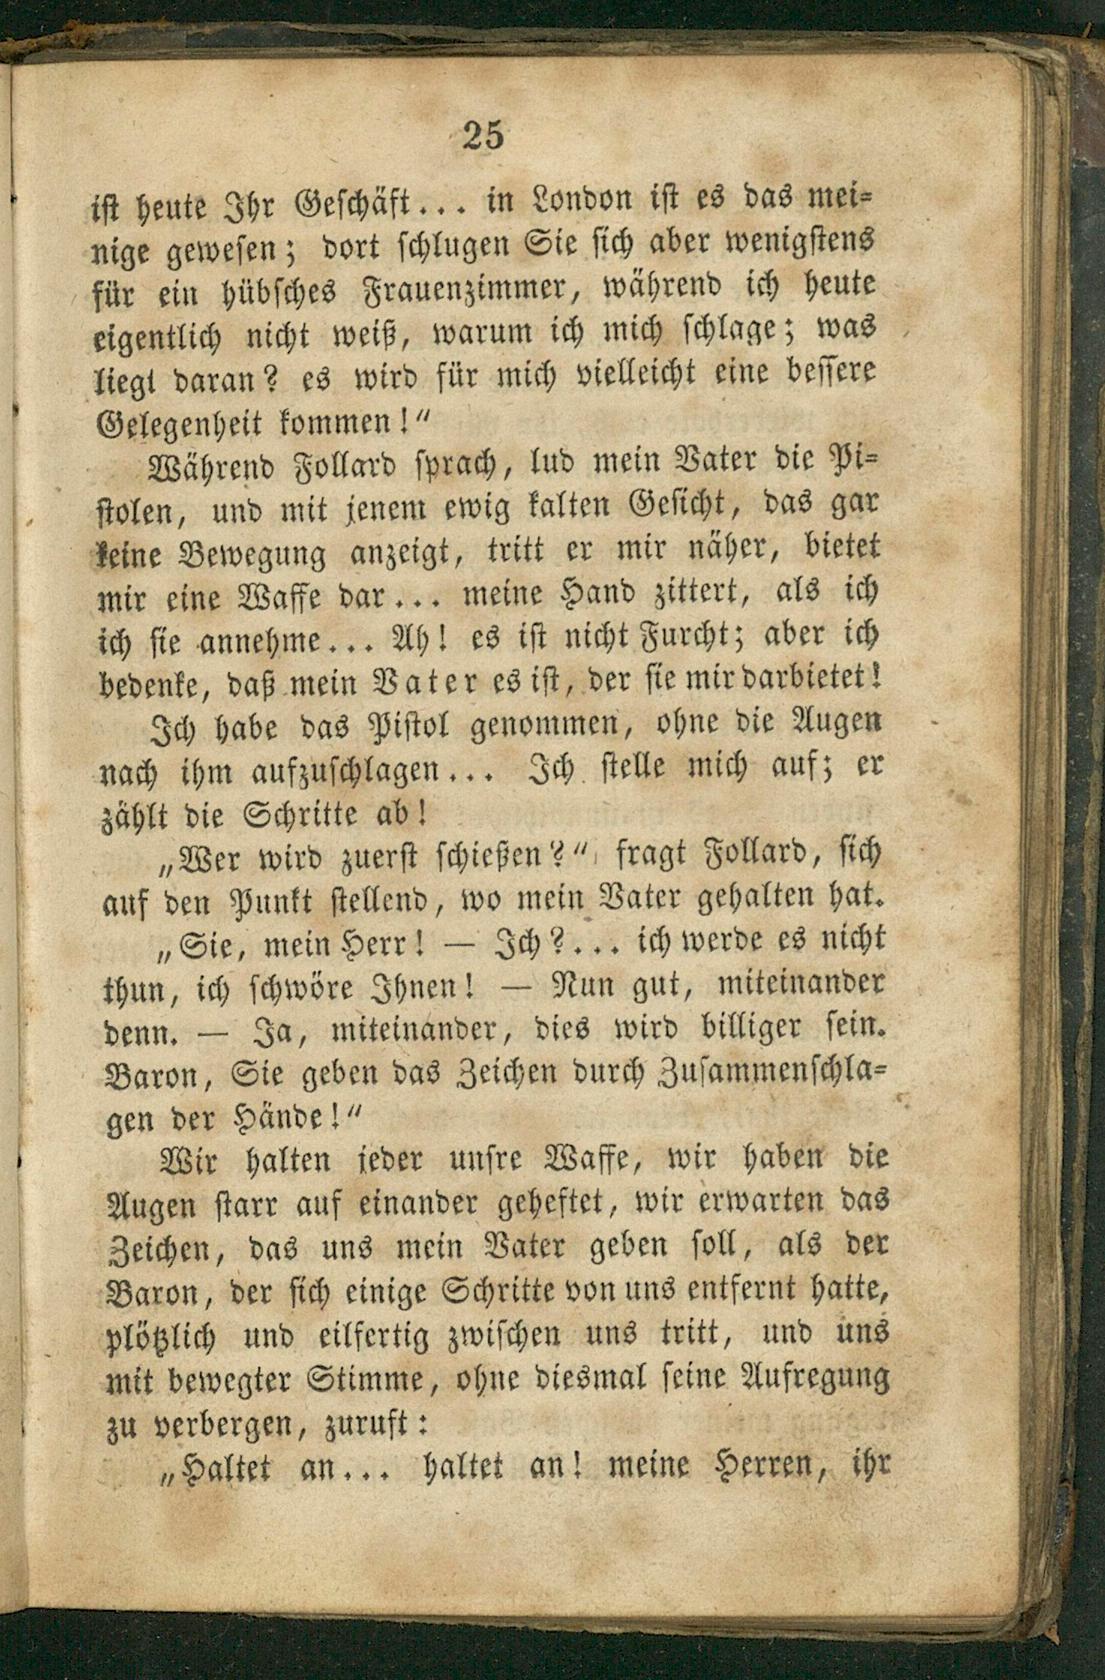 25
ist heute Ihr Geschäft... in London ist es das mei-
nige gewesen; dort schlugen Sie sich aber wenigstens
für ein hübsches Frauenzimmer, während ich heute
eigentlich nicht weiß, warum ich mich schlage; was
liegt daran? es wird für mich vielleicht eine bessere
Gelegenheit kommen!“
Während Follard sprach, lud mein Vater die Pi-
stolen, und mit jenem ewig kalten Gesicht, das gar
keine Bewegung anzeigt, tritt er mir näher, bietet
mir eine Waffe dar... meine Hand zittert, als ich
ich sie annehme... Ah! es ist nicht Furcht; aber ich
bedenke, daß mein Vater es ist, der sie mir darbietet!
Ich habe das Pistol genommen, ohne die Augen
nach ihm aufzuschlagen... Ich stelle mich auf; er
zählt die Schritte ab!
„Wer wird zuerst schießen?“ fragt Follard, sich
auf den Punkt stellend, wo mein Vater gehalten hat.
„Sie, mein Herr! — Ich?... ich werde es nicht
thun, ich schwöre Ihnen! — Nun gut, miteinander
denn. — Ja, miteinander, dies wird billiger sein.
Baron, Sie geben das Zeichen durch Zusammenschla-
gen der Hände!“
Wir halten jeder unsre Waffe, wir haben die
Augen starr auf einander geheftet, wir erwarten das
Zeichen, das uns mein Vater geben soll, als der
Baron, der sich einige Schritte von uns entfernt hatte,
plötzlich und eilfertig zwischen uns tritt, und uns
mit bewegter Stimme, ohne diesmal seine Aufregung
zu verbergen, zuruft:
„Haltet an... haltet an! meine Herren, ihr